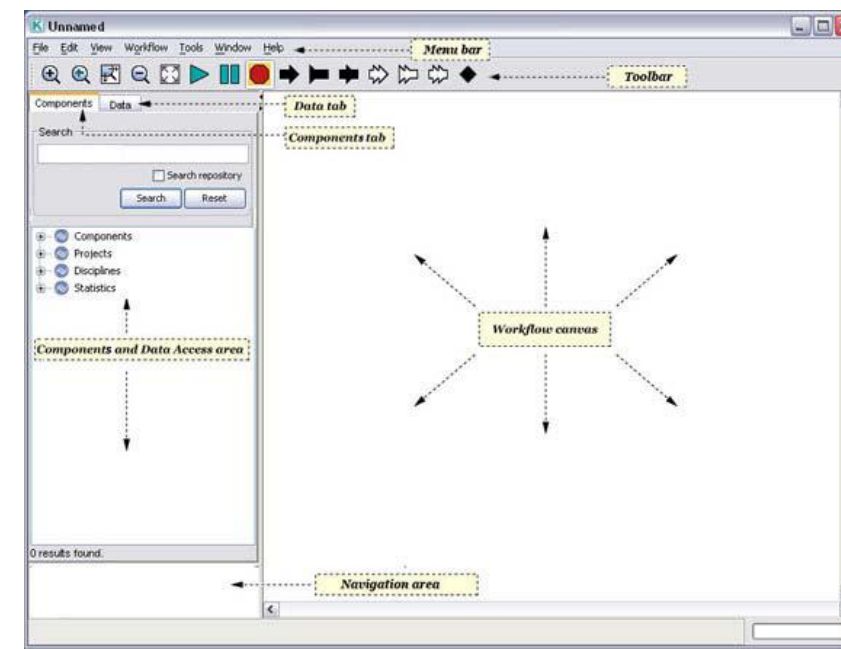 Unnamed
File Edit View Workflow Tools Window Help
Menu bar
Toolbar
Components Data
Data tab
Components tab
Search
Search repository
Search Reset
Components
Projects
Disciplines
Statistics
Workflow canvas
Components and Data Access area
0 results found.
Navigation area